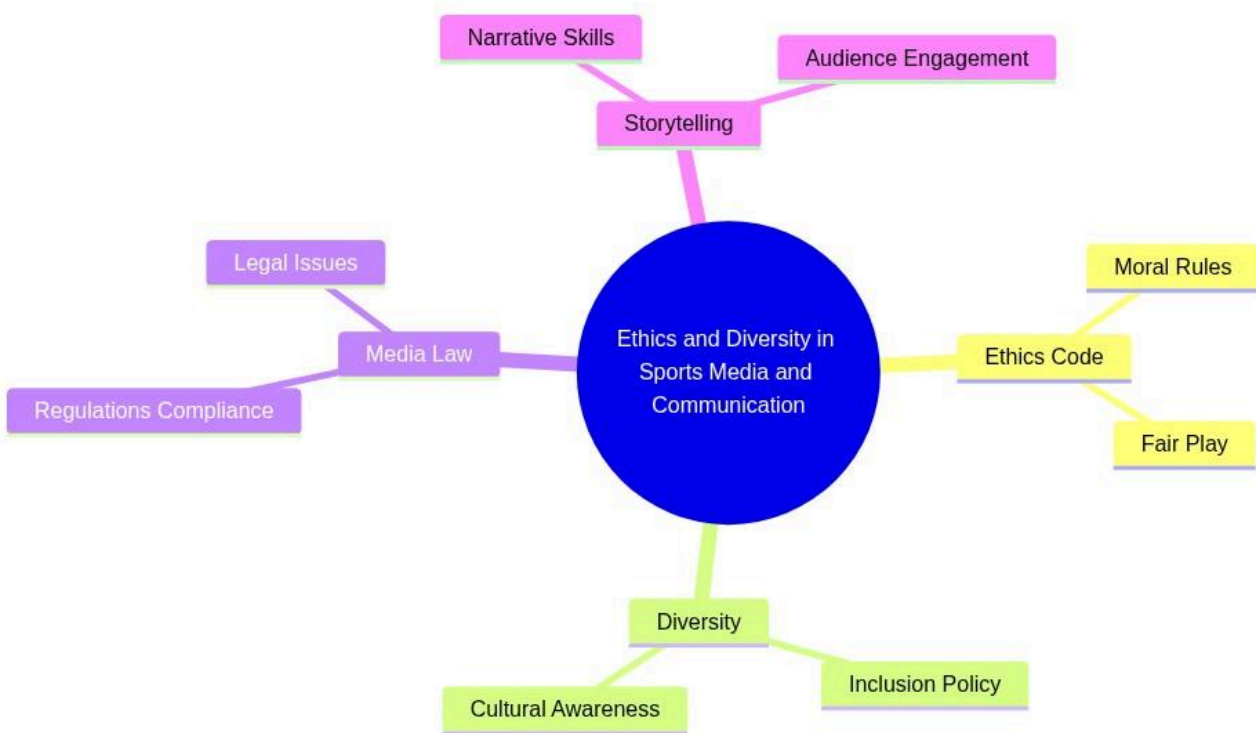 Narrative Skills
Audience Engagement
Storytelling
Legal Issues
Media Law
Regulations Compliance
Ethics and Diversity in
Sports Media and
Communication
Moral Rules
Ethics Code
Fair Play
Diversity
Inclusion Policy
Cultural Awareness